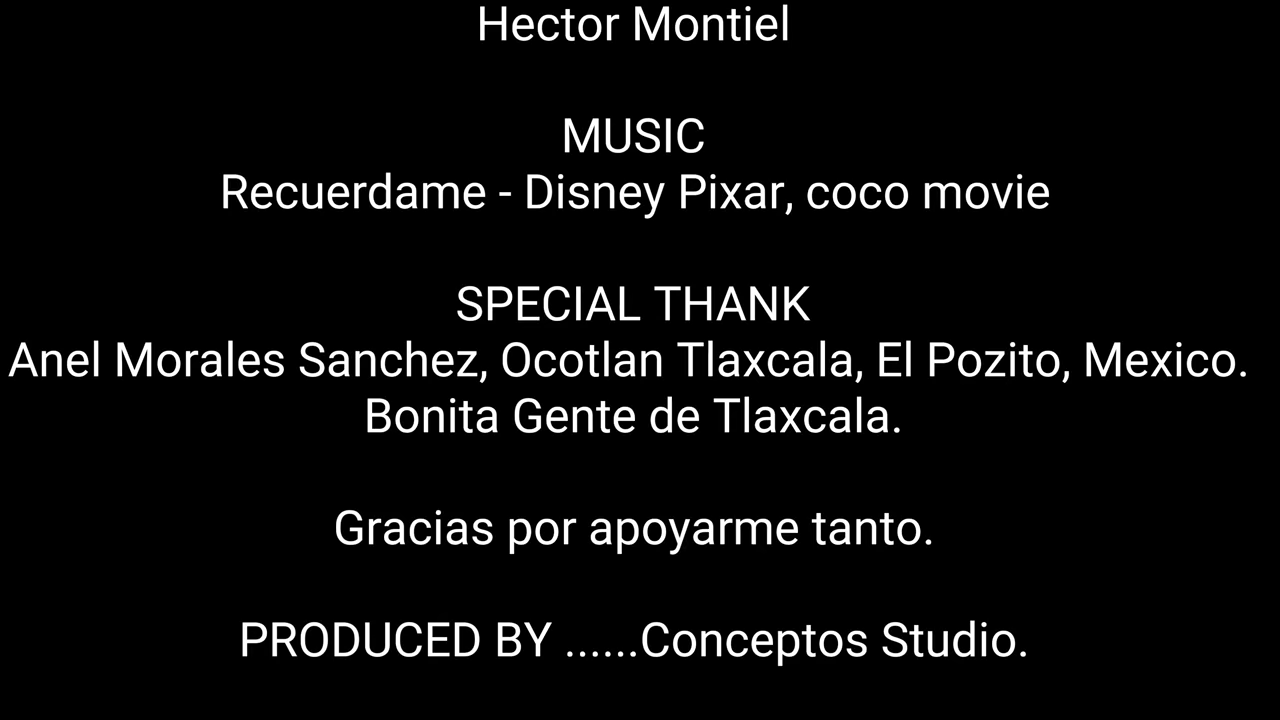 Hector Montiel
MUSIC
Recuerdame - Disney Pixar, coco movie
SPECIAL THANK
Anel Morales Sanchez, Ocotlan Tlaxcala, El Pozito, Mexico.
Bonita Gente de Tlaxcala.
Gracias por apoyarme tanto.
PRODUCED BY ......Conceptos Studio.